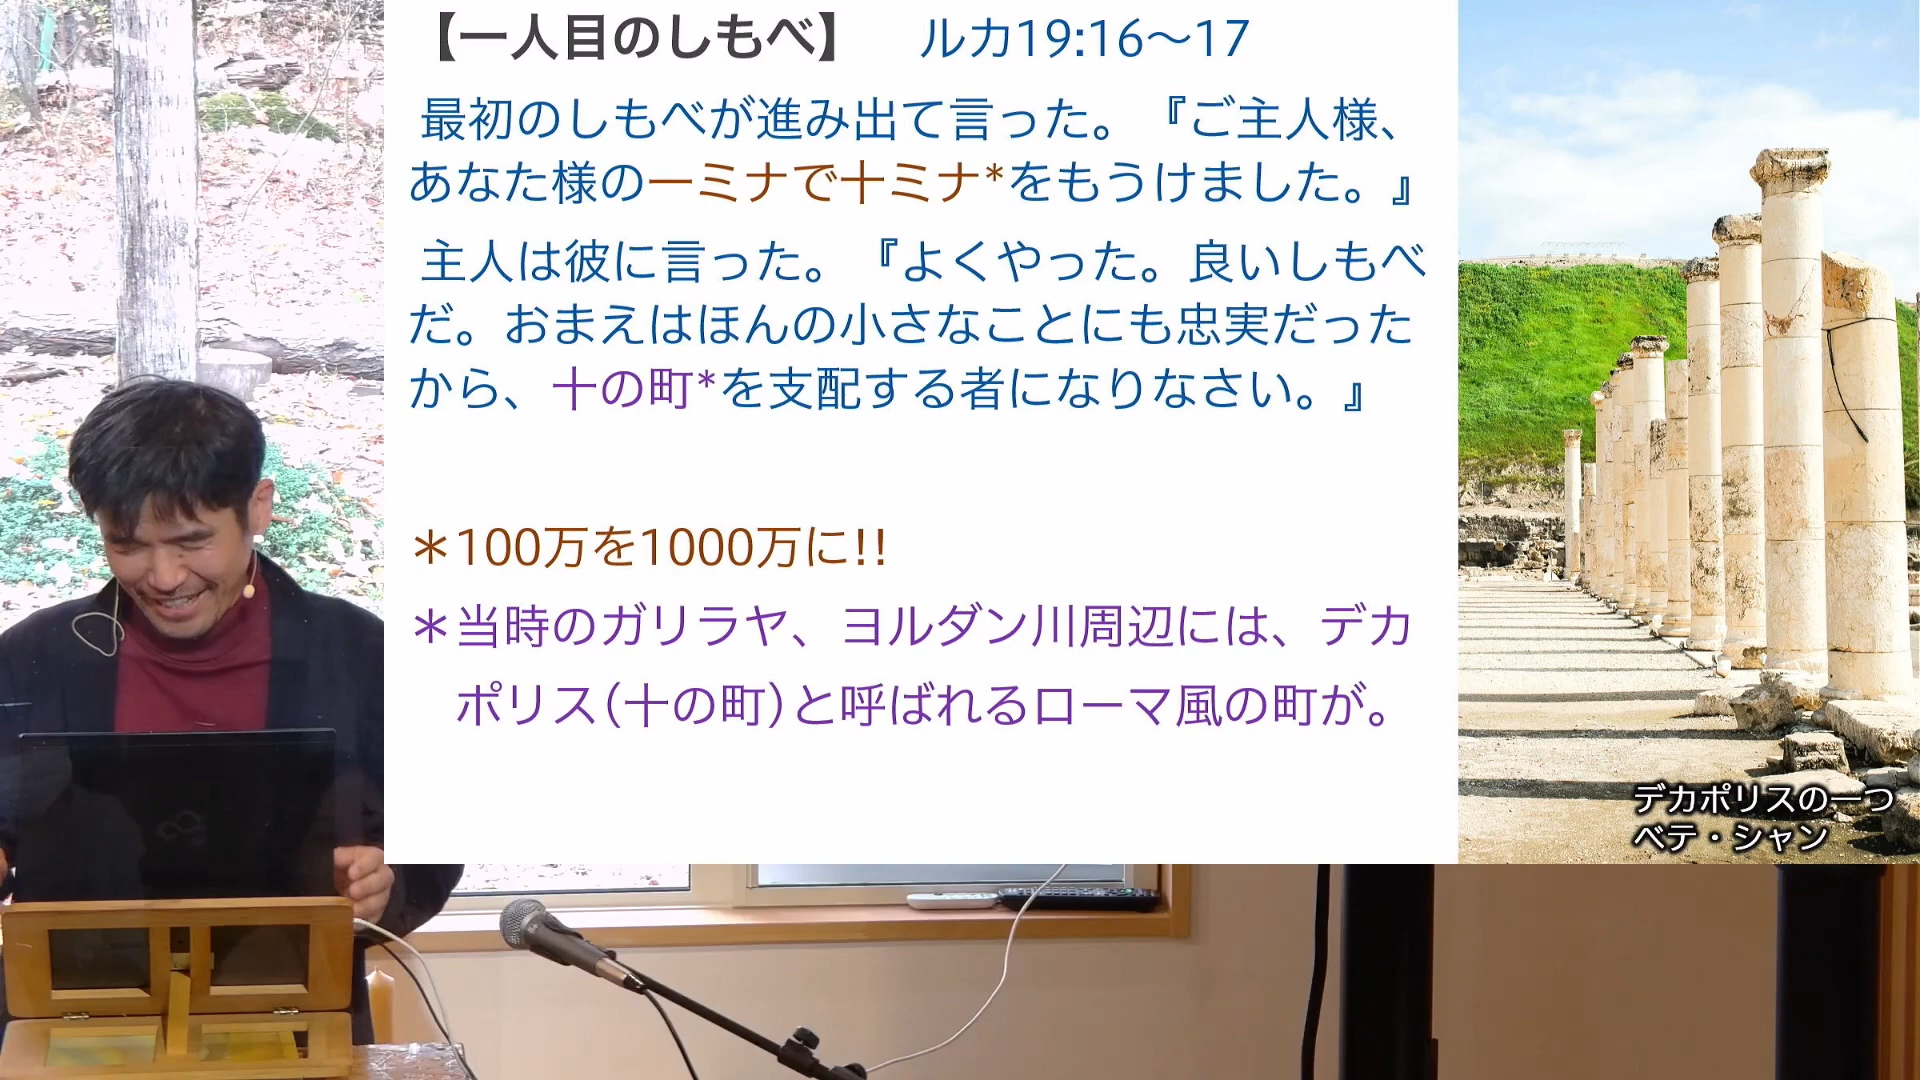 【一人目のしもべ】　ルカ19:16～17
最初のしもべが進み出て言った。『ご主人様、
あなた様の一ミナで十ミナ*をもうけました。』
主人は彼に言った。『よくやった。良いしもべ
だ。おまえはほんの小さなことにも忠実だった
から、十の町*を支配する者になりなさい。』
＊100万を1000万に!!
＊当時のガリラヤ、ヨルダン川周辺には、デカ
ポリス(十の町)と呼ばれるローマ風の町が。
デカポリスの一つ
ベテ・シャン